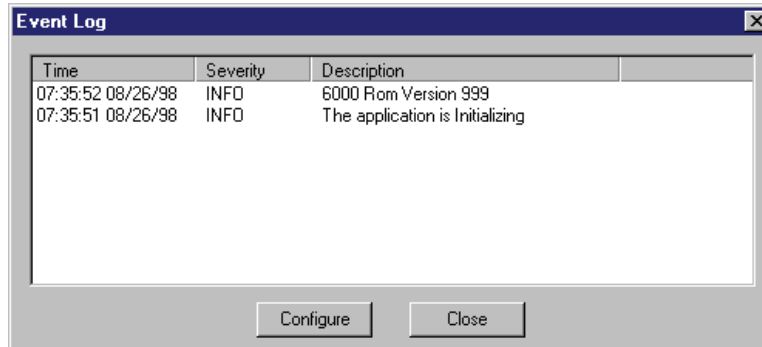 Event Log
Time Severity Description
07:35:52 08/26/98 INFO 6000 Rom Version 999
07:35:51 08/26/98 INFO The application is Initializing
Configure Close